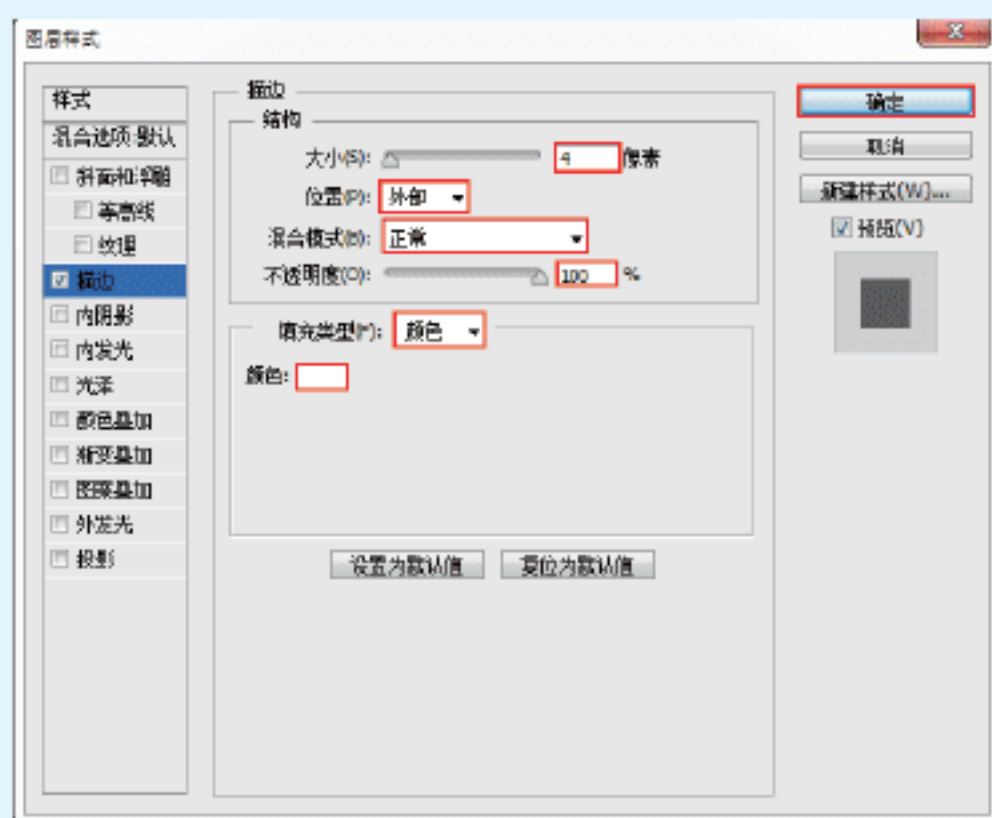 图层样式
样式
混合选项:默认
斜面和浮雕
等高线
纹理
描边
内阴影
内发光
光泽
颜色叠加
渐变叠加
图案叠加
外发光
投影
描边
结构
大小(S): 4 像素
位置(P): 外部
混合模式(B): 正常
不透明度(O): 100 %
填充类型(F): 颜色
颜色:
设置为默认值 复位为默认值
确定
取消
新建样式(W)...
预览(V)